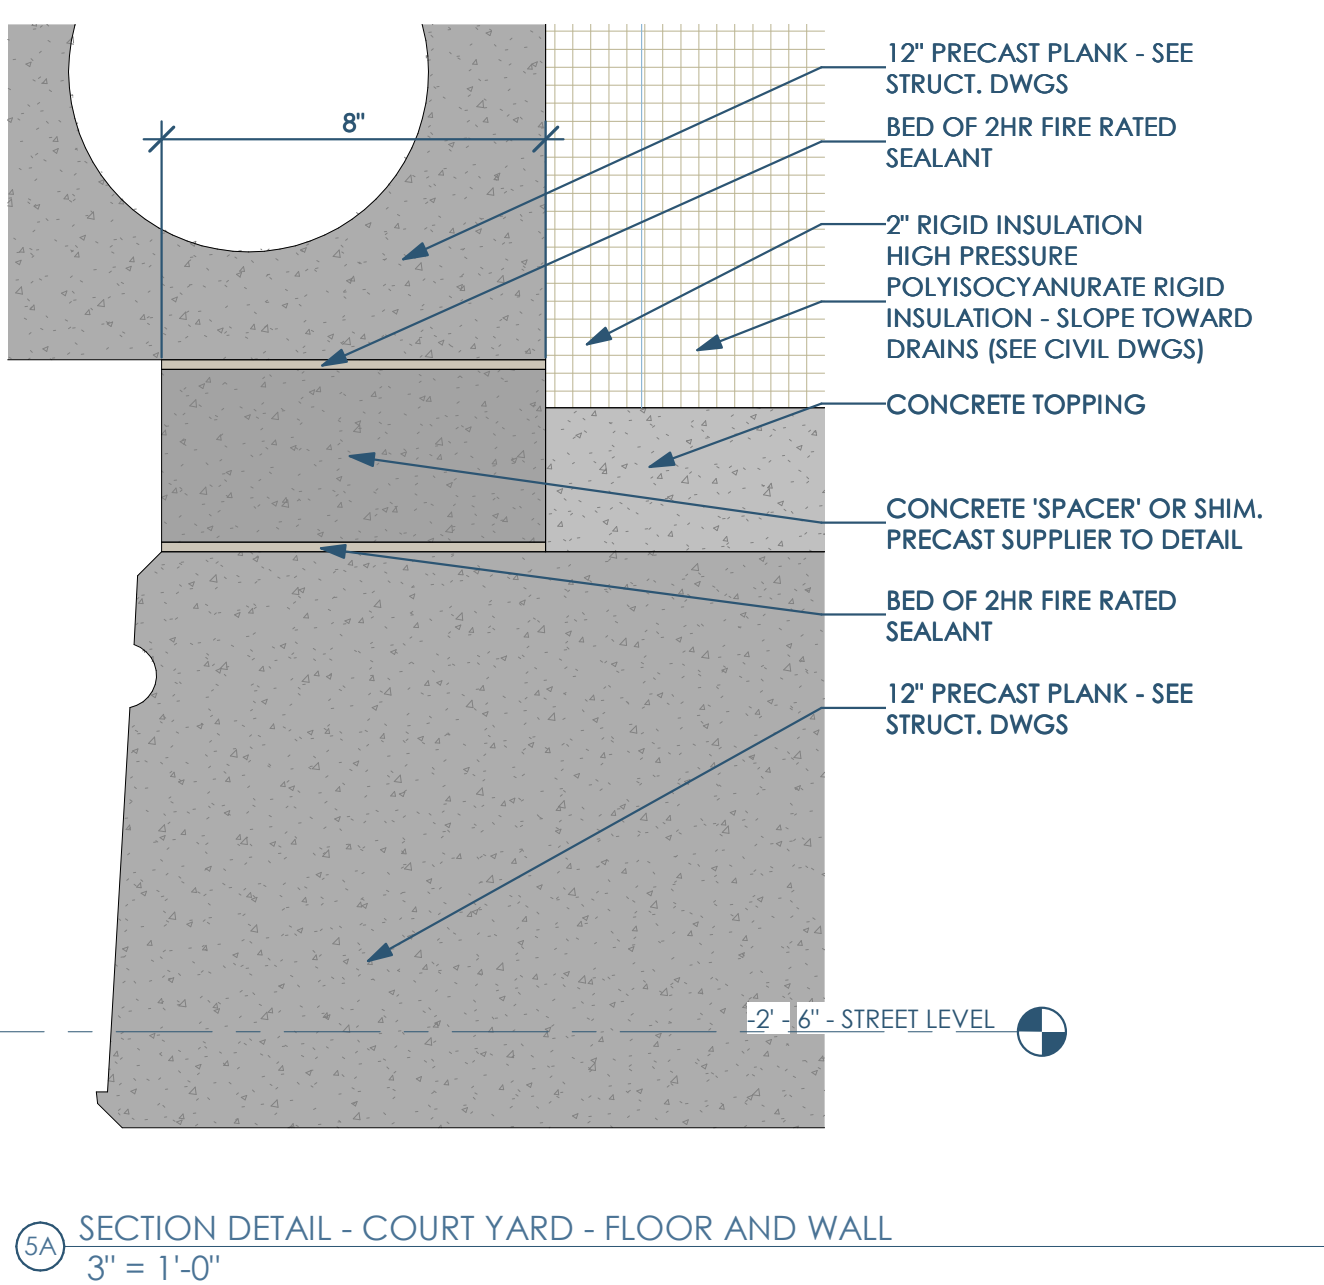 12" PRECAST PLANK - SEE
STRUCT. DWGS
8"
BED OF 2HR FIRE RATED
SEALANT
2" RIGID INSULATION
HIGH PRESSURE
POLYISOCYANURATE RIGID
INSULATION - SLOPE TOWARD
DRAINS (SEE CIVIL DWGS)
CONCRETE TOPPING
CONCRETE 'SPACER' OR SHIM.
PRECAST SUPPLIER TO DETAIL
BED OF 2HR FIRE RATED
SEALANT
12" PRECAST PLANK - SEE
STRUCT. DWGS
-2' - 6" - STREET LEVEL
5A
SECTION DETAIL - COURT YARD - FLOOR AND WALL
3" = 1'-0"